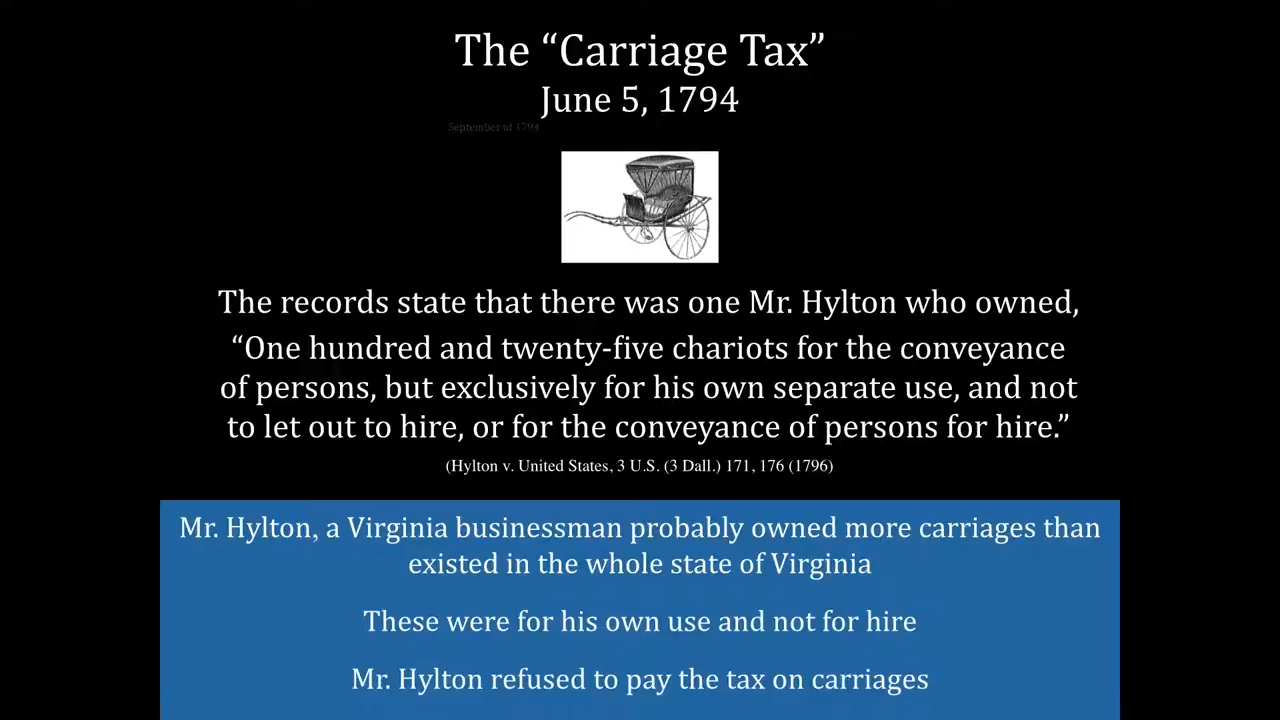 The “Carriage Tax”
June 5, 1794
September of 1794
The records state that there was one Mr. Hylton who owned,
“One hundred and twenty-five chariots for the conveyance
of persons, but exclusively for his own separate use, and not
to let out to hire, or for the conveyance of persons for hire.”
(Hylton v. United States, 3 U.S. (3 Dall.) 171, 176 (1796)
Mr. Hylton, a Virginia businessman probably owned more carriages than
existed in the whole state of Virginia
These were for his own use and not for hire
Mr. Hylton refused to pay the tax on carriages